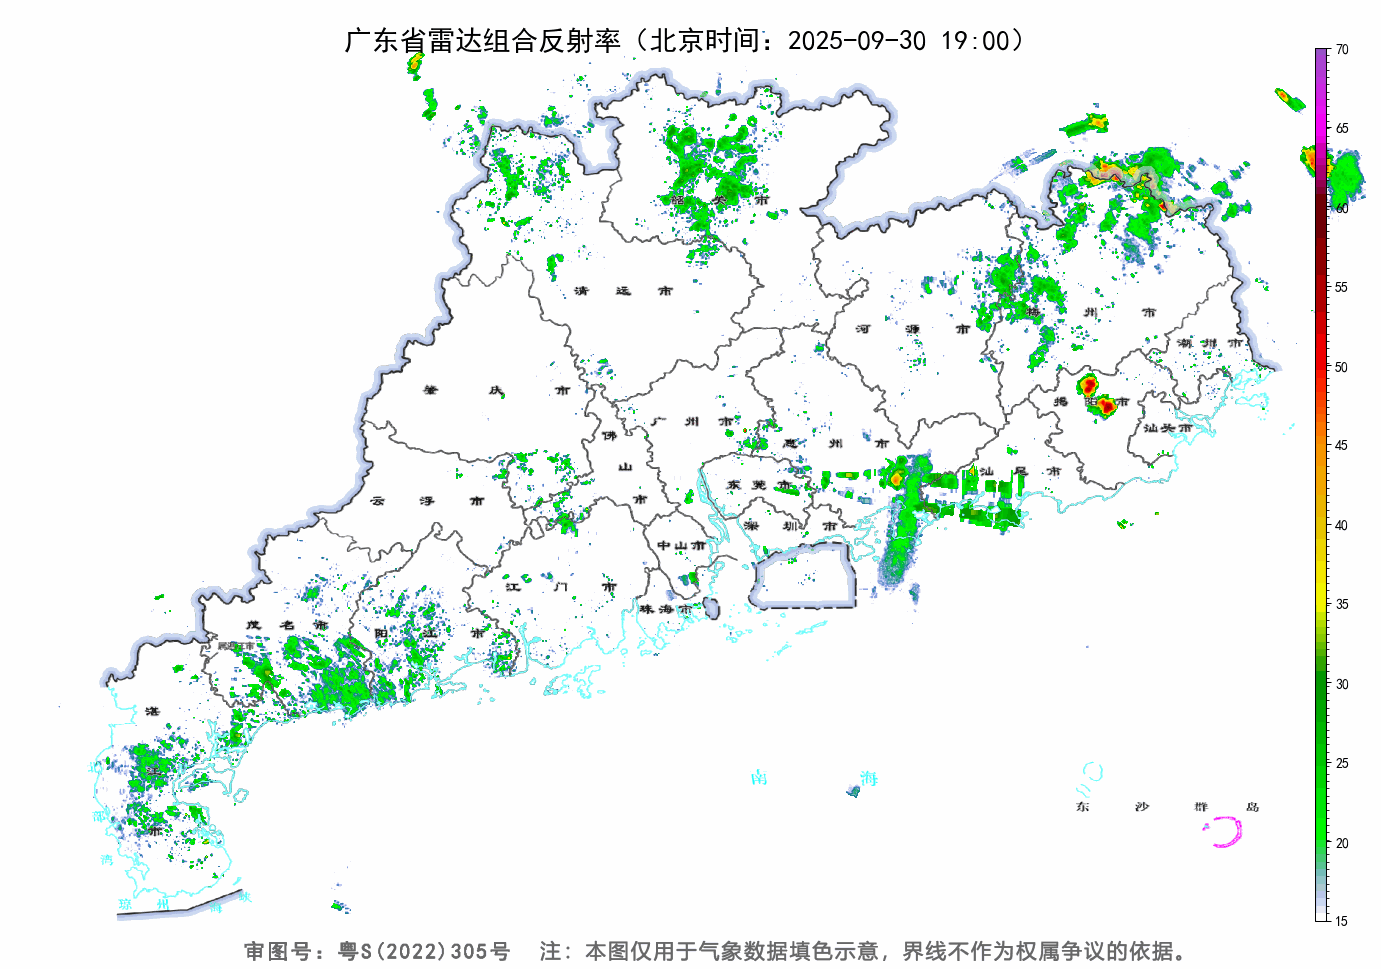 广东省雷达组合反射率（北京时间：2025-09-30 19:00）
70
65
60
55
50
45
40
35
30
25
20
15
韶 关 市
清 远 市
河 源 市
梅 州 市
潮 州 市
肇 庆 市
广 州 市
佛 山 市
惠 州 市
揭 阳 市
汕头市
云 浮 市
东 莞 市
汕 尾 市
深 圳 市
中山市
江 门 市
珠海市
茂 名 市
阳 江 市
湛 江 市
南 海
东 沙 群 岛
北 部 湾
琼 州 海 峡
审图号：粤S(2022)305号 注：本图仅用于气象数据填色示意，界线不作为权属争议的依据。